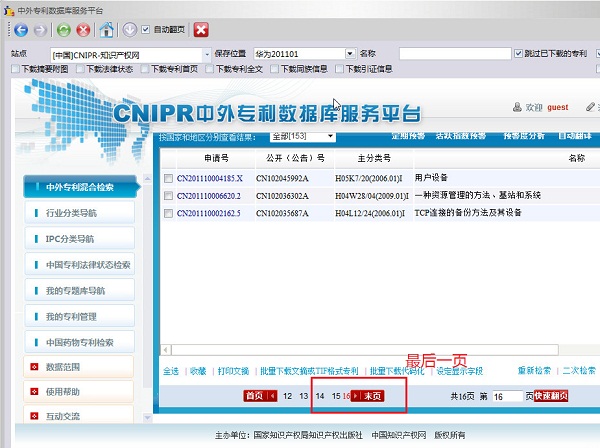 中外专利数据库服务平台
自动翻页
站点 [中国]CNIPR-知识产权网 保存位置 华为201101 名称 跳过已下载的专利
下载摘要附图 下载法律状态 下载专利首页 下载专利全文 下载同族信息 下载引证信息
CNIPR中外专利数据库服务平台
欢迎 guest
按国家和地区分别查看结果: 全部[153] 定期预警 活跃指数预警 预警度分析 自动翻译
申请号 公开（公告）号 主分类号 名称
CN201110004185.X CN102045992A H05K7/20(2006.01)I 用户设备
CN201110006620.2 CN102036302A H04W28/04(2009.01)I 一种资源管理的方法、基站和系统
CN201110002162.5 CN102035687A H04L12/24(2006.01)I TCP连接的备份方法及其设备
中外专利混合检索
行业分类导航
IPC分类导航
中国专利法律状态检索
我的专题库导航
我的专利管理
中国药物专利检索
数据范围
使用帮助
互动交流
最后一页
全选 收藏 打印文摘 批量下载文摘或TIF格式专利 批量下载代码化 设定显示字段 重新检索 二次检索
首页 12 13 14 15 16 末页 共16页 第 16 页 快速翻页
主办单位：国家知识产权局知识产权出版社 中国知识产权网 版权所有